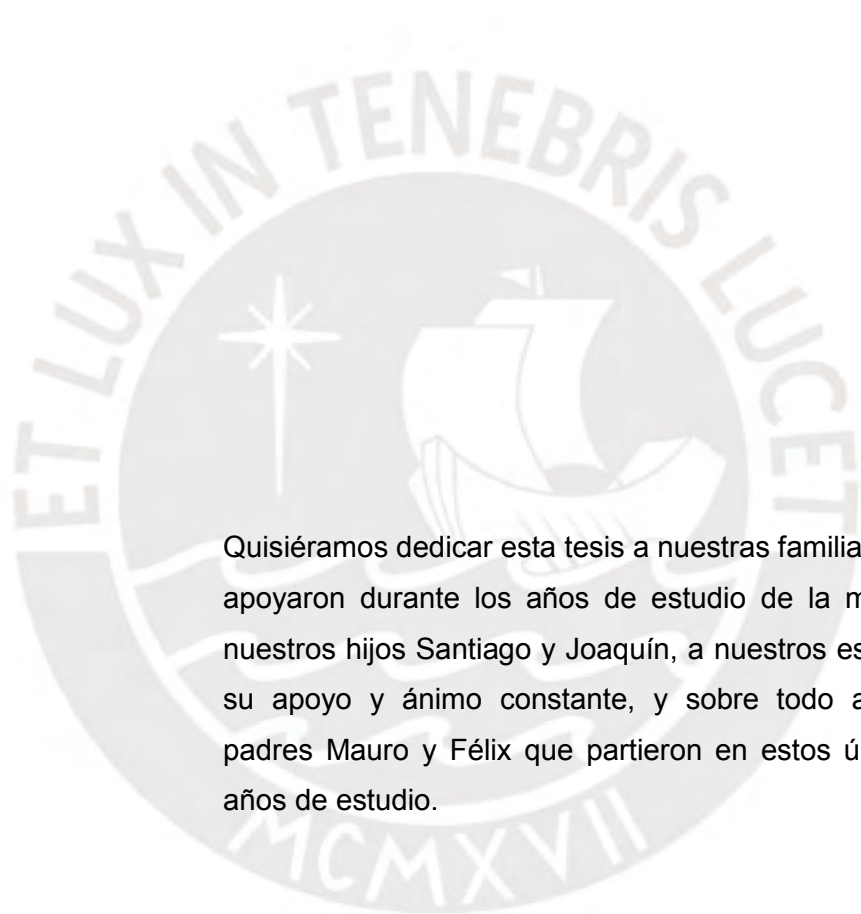 ET LUX IN TENEBRIS LUCET
Quisiéramos dedicar esta tesis a nuestras familia
apoyaron durante los años de estudio de la m
nuestros hijos Santiago y Joaquín, a nuestros es
su apoyo y ánimo constante, y sobre todo a
padres Mauro y Félix que partieron en estos ú
años de estudio.
MCMXVII